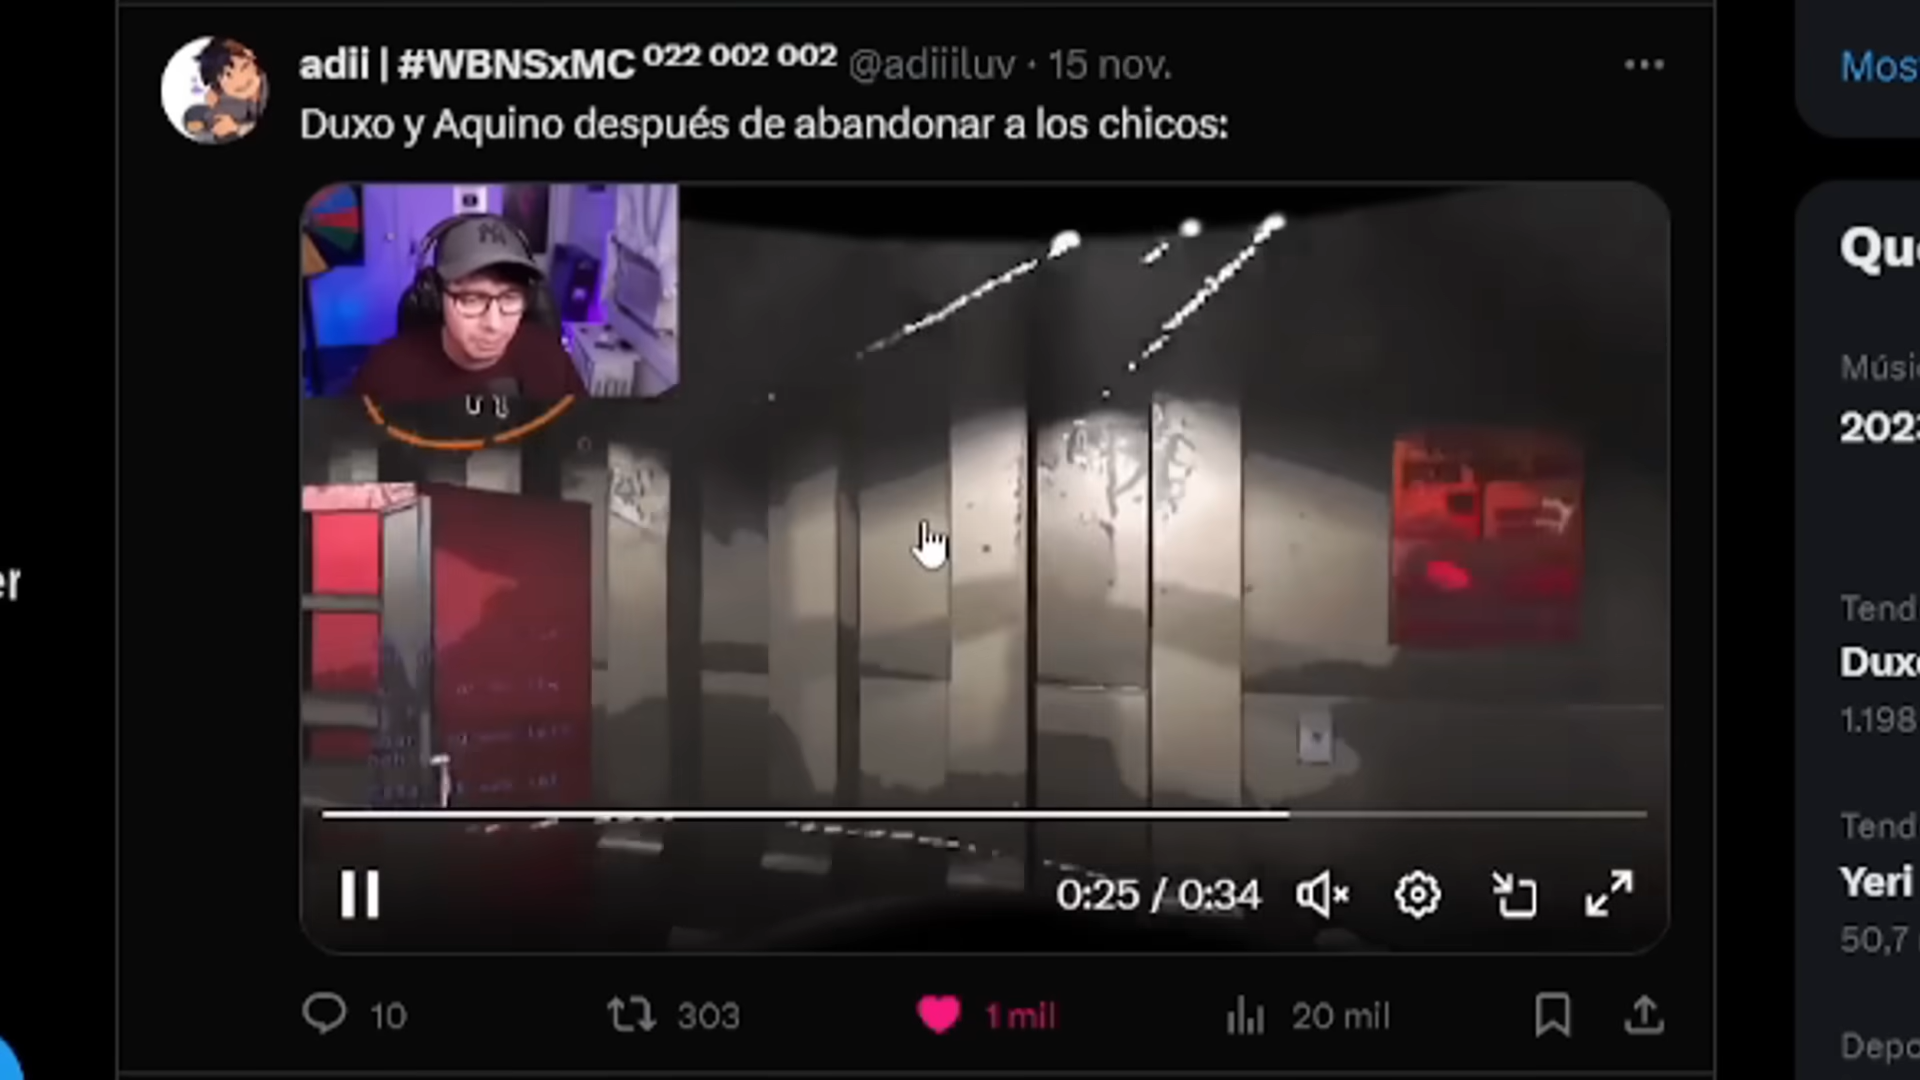 adii | #WBNSxMC 022 002 002 @adiiiluv · 15 nov.
Duxo y Aquino después de abandonar a los chicos:
0:25 / 0:34
10
303
1 mil
20 mil
er
Mos
Qu
Músi
202
Tend
Dux
1.198
Tend
Yeri
50,7
Depo